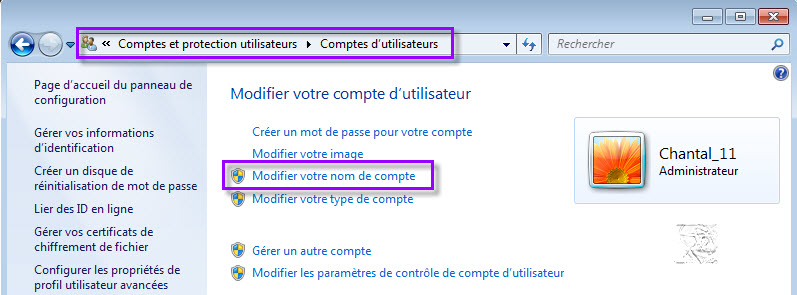 « Comptes et protection utilisateurs ▸ Comptes d'utilisateurs
Rechercher
Page d'accueil du panneau de
configuration
Gérer vos informations
d'identification
Créer un disque de
réinitialisation de mot de passe
Lier des ID en ligne
Gérer vos certificats de
chiffrement de fichier
Configurer les propriétés de
profil utilisateur avancées
Modifier votre compte d'utilisateur
Créer un mot de passe pour votre compte
Modifier votre image
Modifier votre nom de compte
Modifier votre type de compte
Gérer un autre compte
Modifier les paramètres de contrôle de compte d'utilisateur
Chantal_11
Administrateur